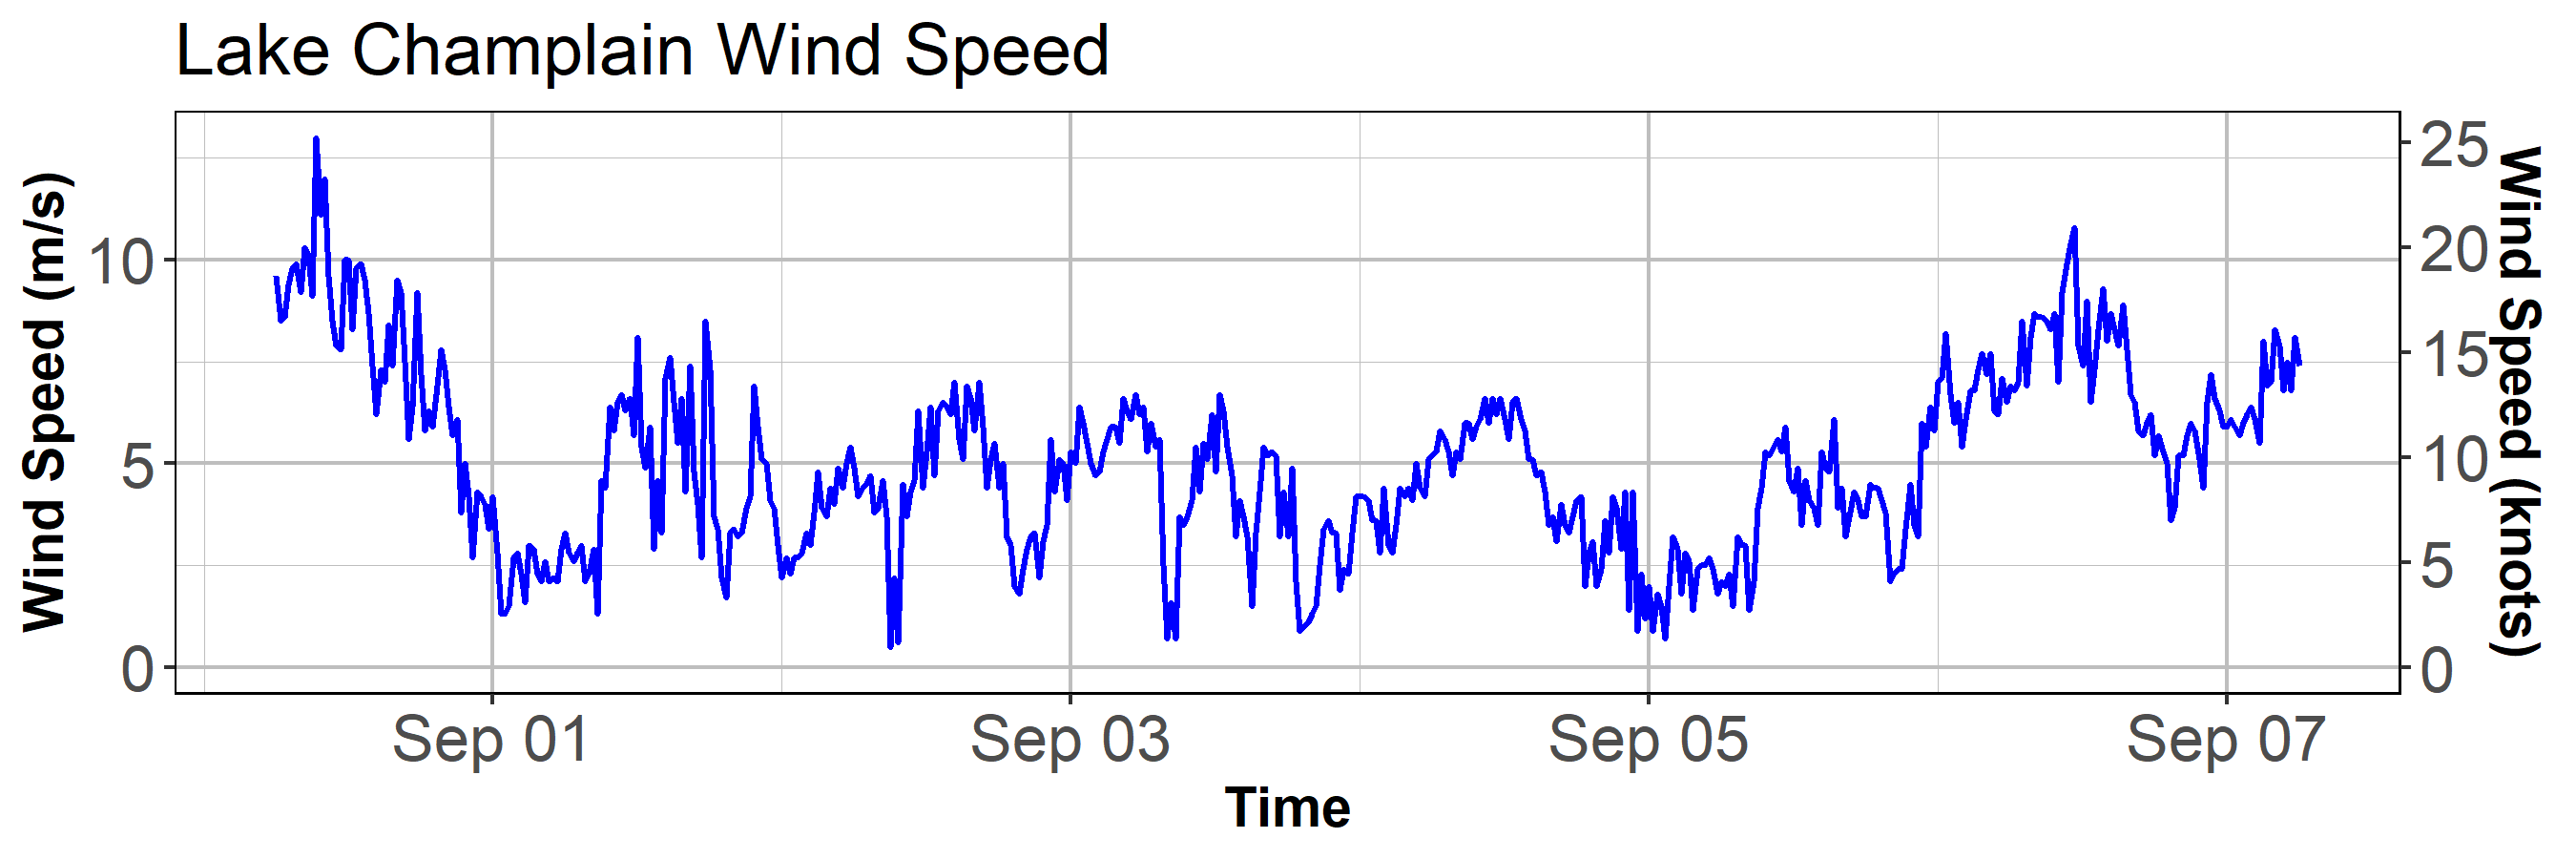 Lake Champlain Wind Speed
Wind Speed (m/s)
10
5
0
25
20
15
10
5
0
Wind Speed (knots)
Sep 01
Sep 03
Sep 05
Sep 07
Time